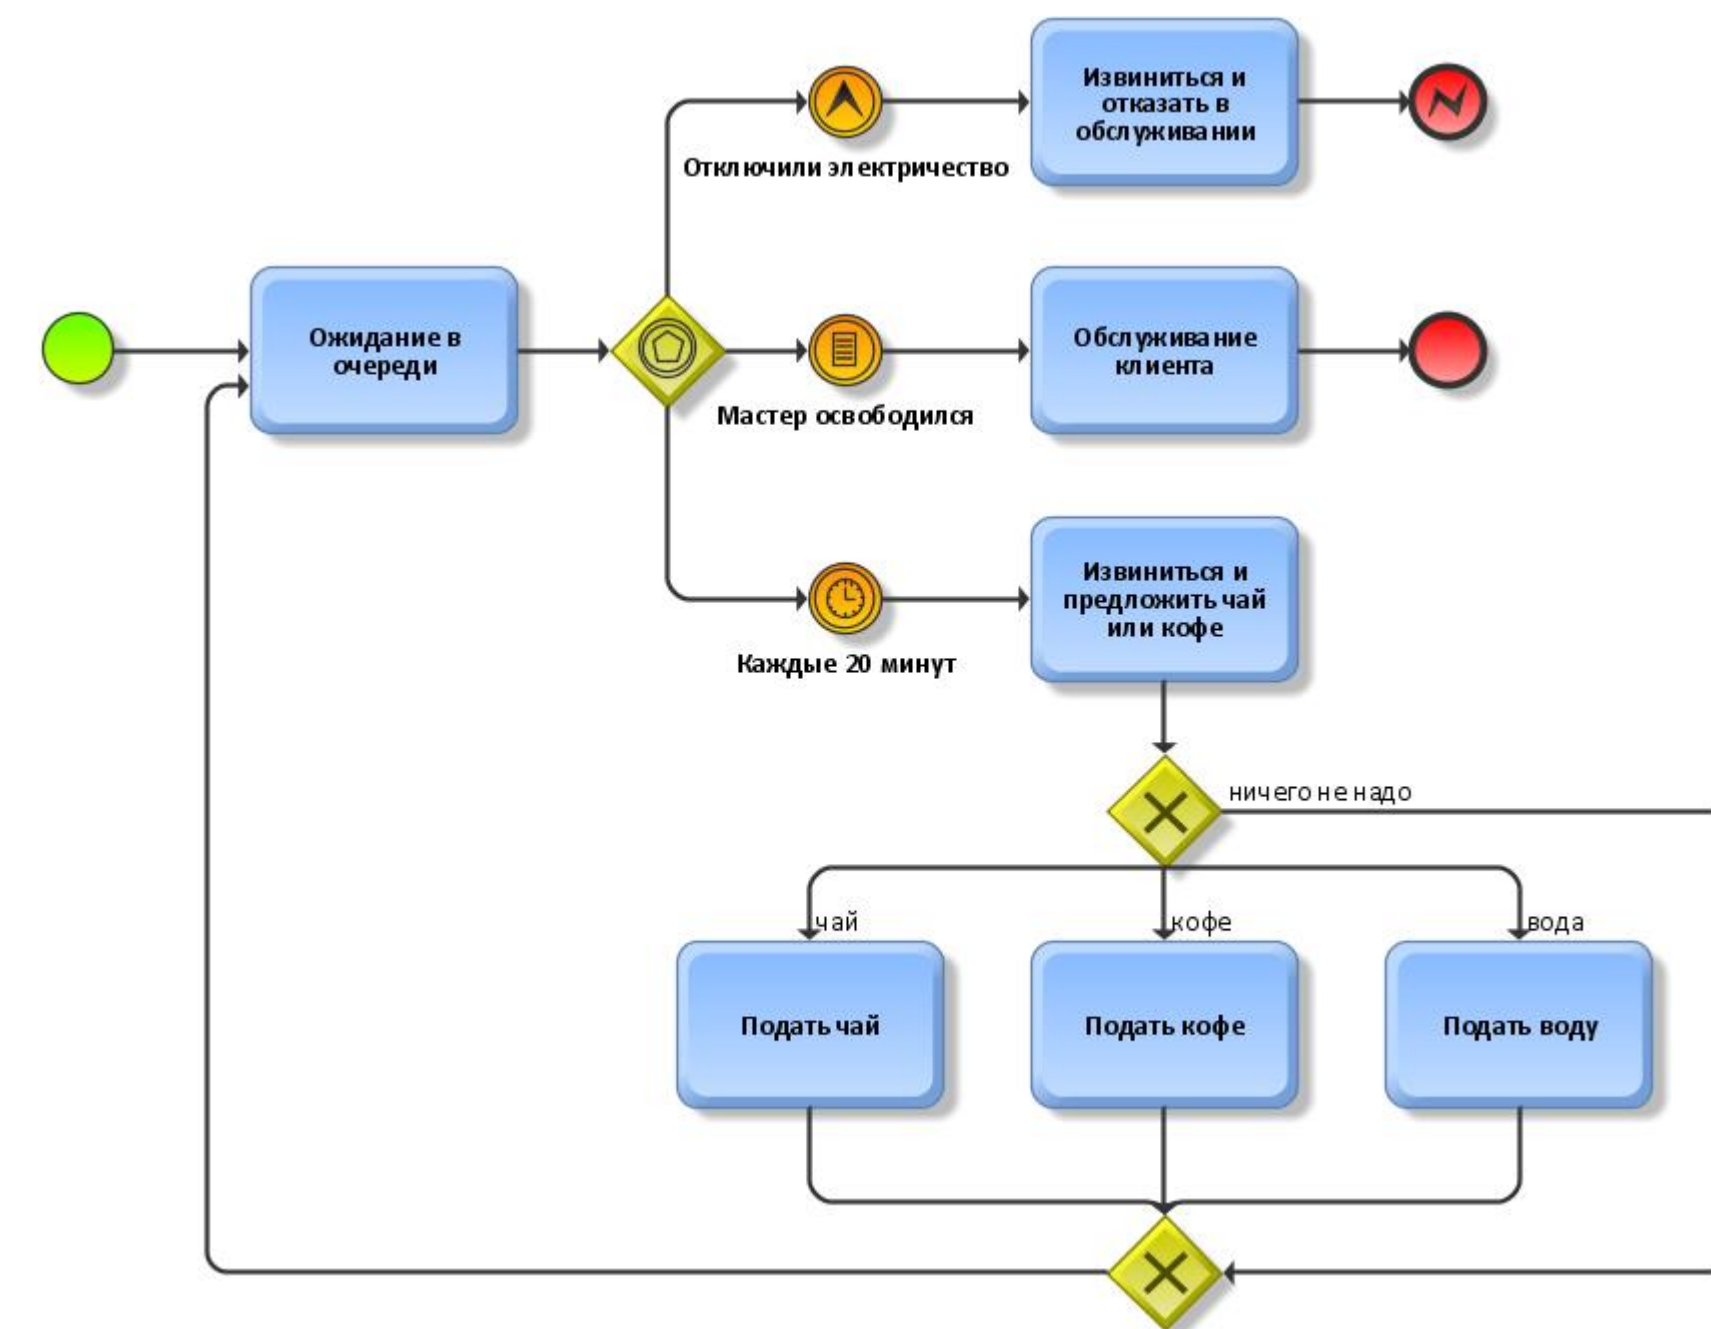 Извиниться и
отказать в
обслуживании
Отключили электричество
Ожидание в
очереди
Обслуживание
клиента
Мастер освободился
Извиниться и
предложить чай
или кофе
Каждые 20 минут
ничего не надо
чай
кофе
вода
Подать чай
Подать кофе
Подать воду